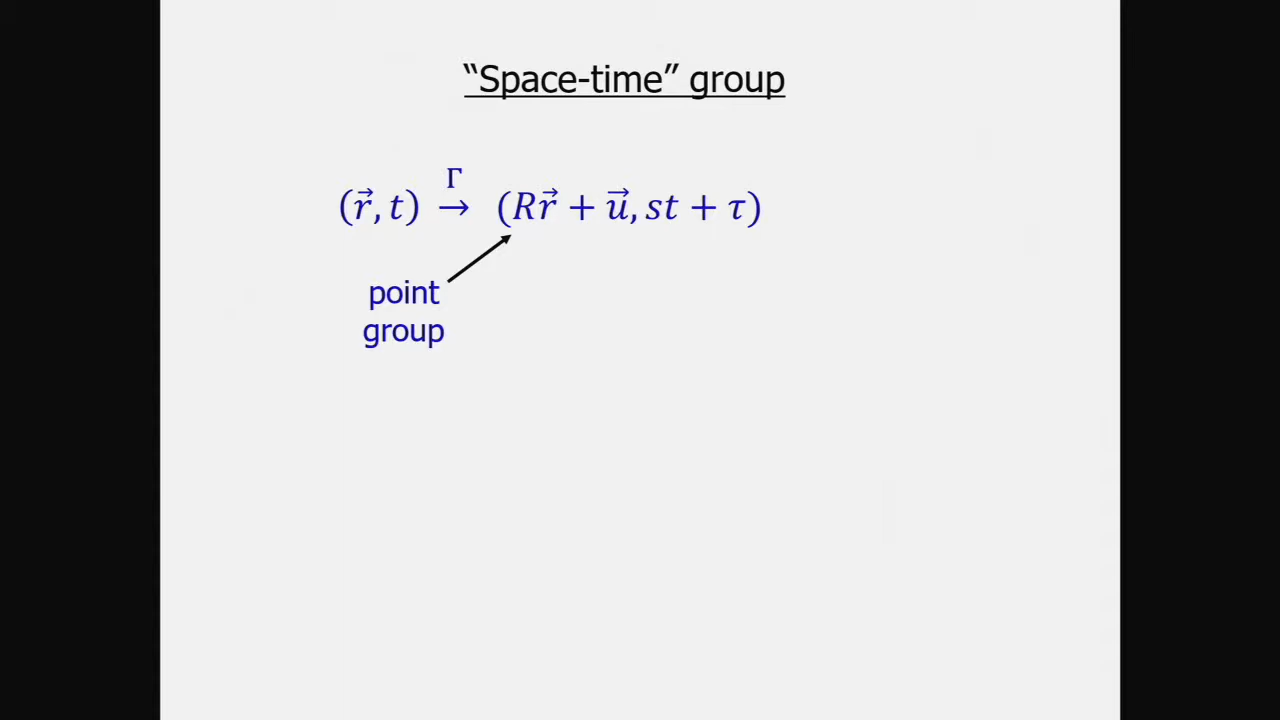 “Space-time” group
Γ
(r⃗, t) → (Rr⃗ + u⃗, st + τ)
point
group